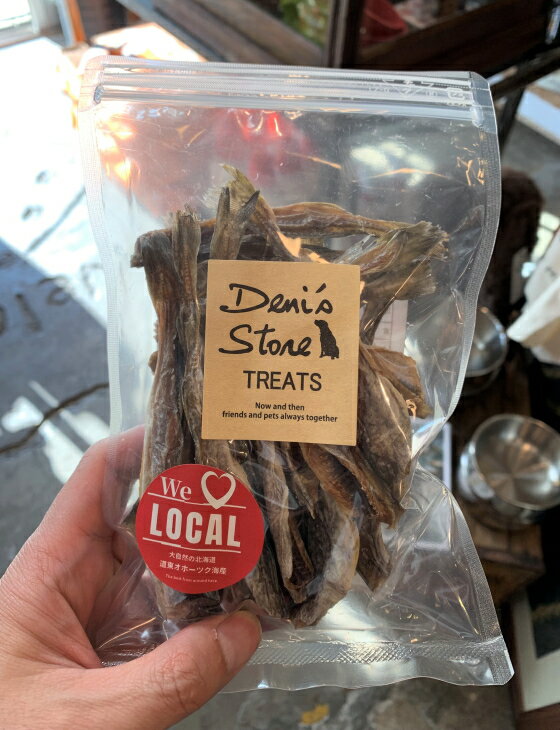 Deni's
Store
TREATS
Now and then
friends and pets always together
We
LOCAL
大自然の北海道
道東オホーツク海産